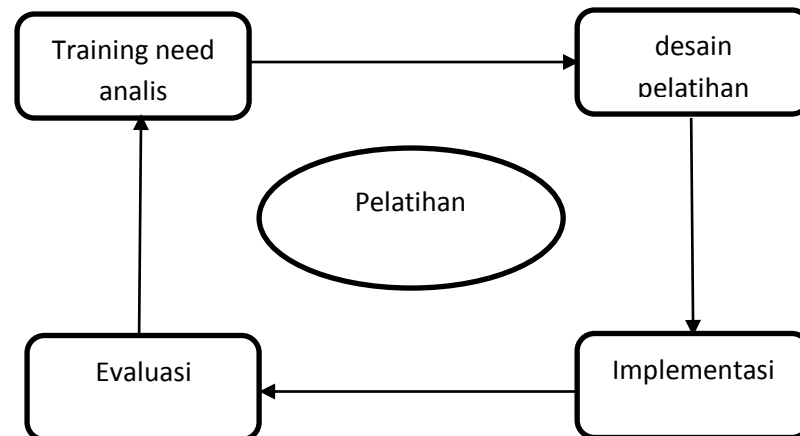 Training need
analis
desain
pelatihan
Pelatihan
Evaluasi
Implementasi